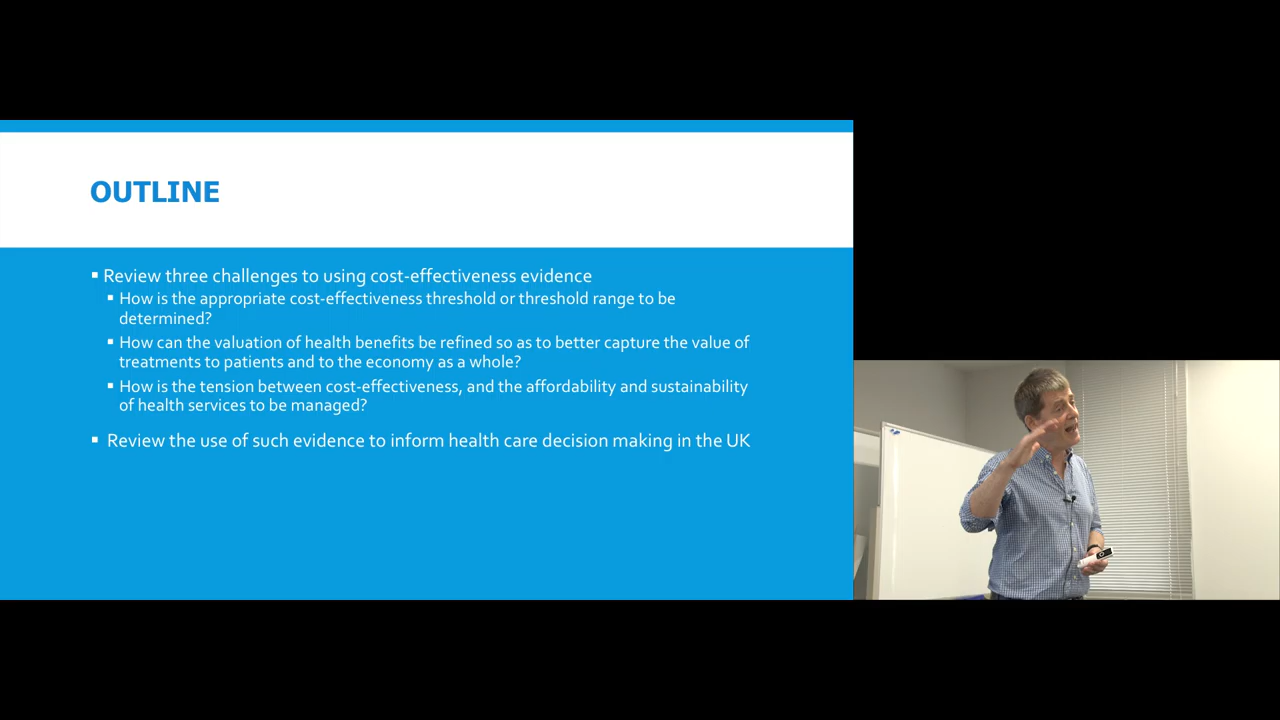 OUTLINE
▪ Review three challenges to using cost-effectiveness evidence
▪ How is the appropriate cost-effectiveness threshold or threshold range to be
determined?
▪ How can the valuation of health benefits be refined so as to better capture the value of
treatments to patients and to the economy as a whole?
▪ How is the tension between cost-effectiveness, and the affordability and sustainability
of health services to be managed?
▪ Review the use of such evidence to inform health care decision making in the UK